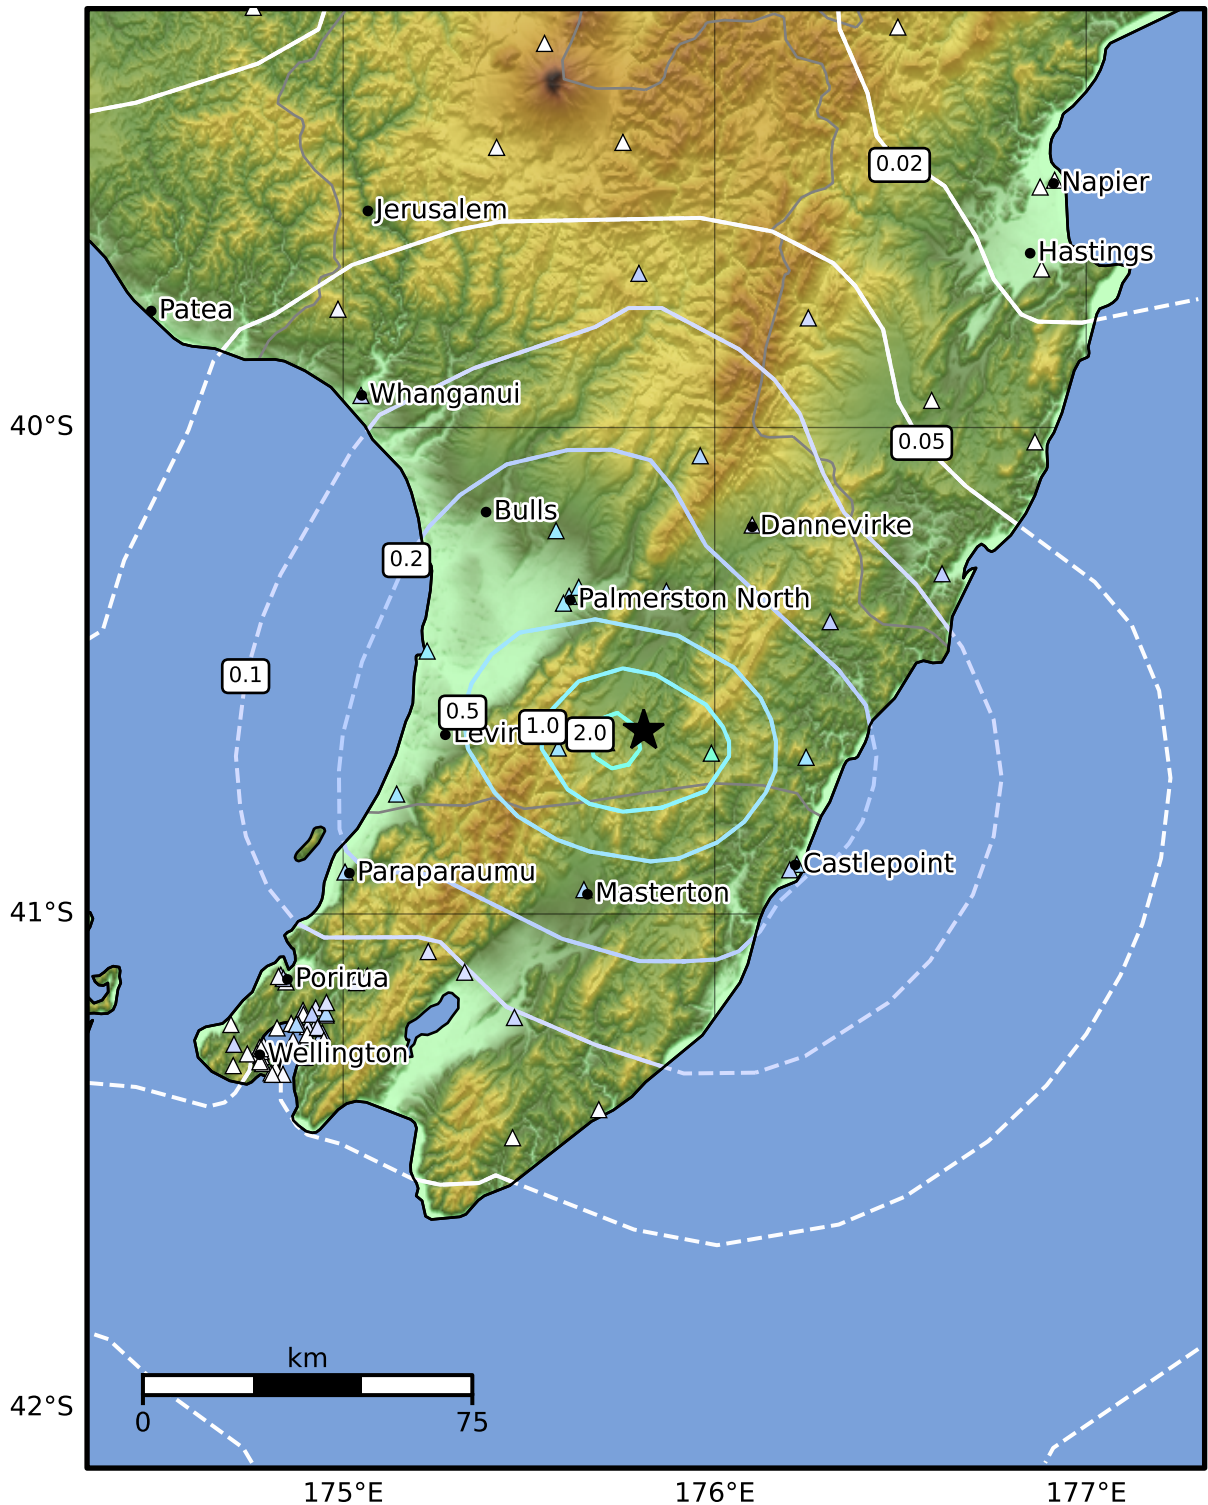 0.02
Napier
Jerusalem
Hastings
Patea
Whanganui
40°S
0.05
Bulls
Dannevirke
0.2
Palmerston North
0.1
0.5
1.0
2.0
Levin
Castlepoint
Paraparaumu
Masterton
41°S
Porirua
Wellington
km
0 75
42°S
175°E 176°E 177°E